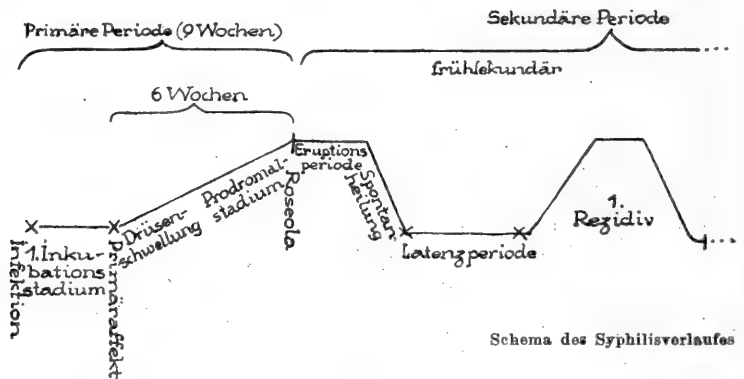 Primäre Periode (9 Wochen)
Sekundäre Periode
frühsekundär
6 Wochen
Infektion
1. Inku-
bations
stadium
Primäraffekt
Drüsen-
schwellung
Prodromal-
stadium
Roseola
Eruptions
periode
Spontan-
heilung
Latenzperiode
1.
Rezidiv
Schema des Syphilisverlaufes